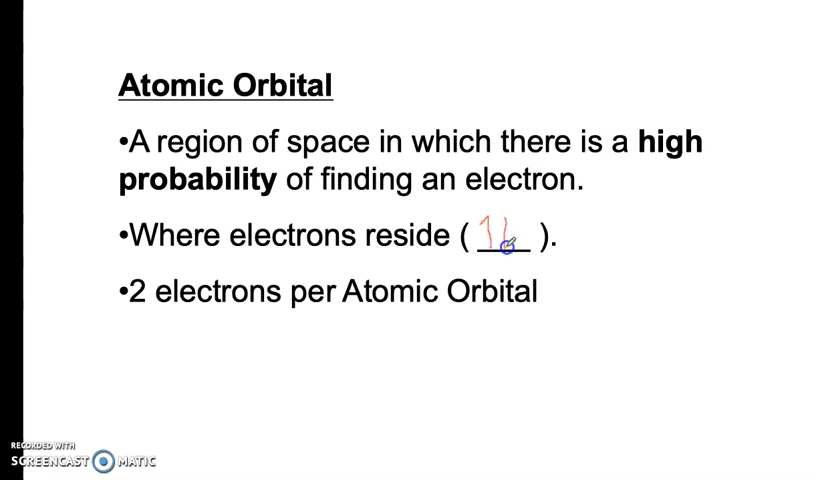 Atomic Orbital
•A region of space in which there is a high
probability of finding an electron.
•Where electrons reside ( ___ ).
•2 electrons per Atomic Orbital
RECORDED WITH
SCREENCAST MATIC